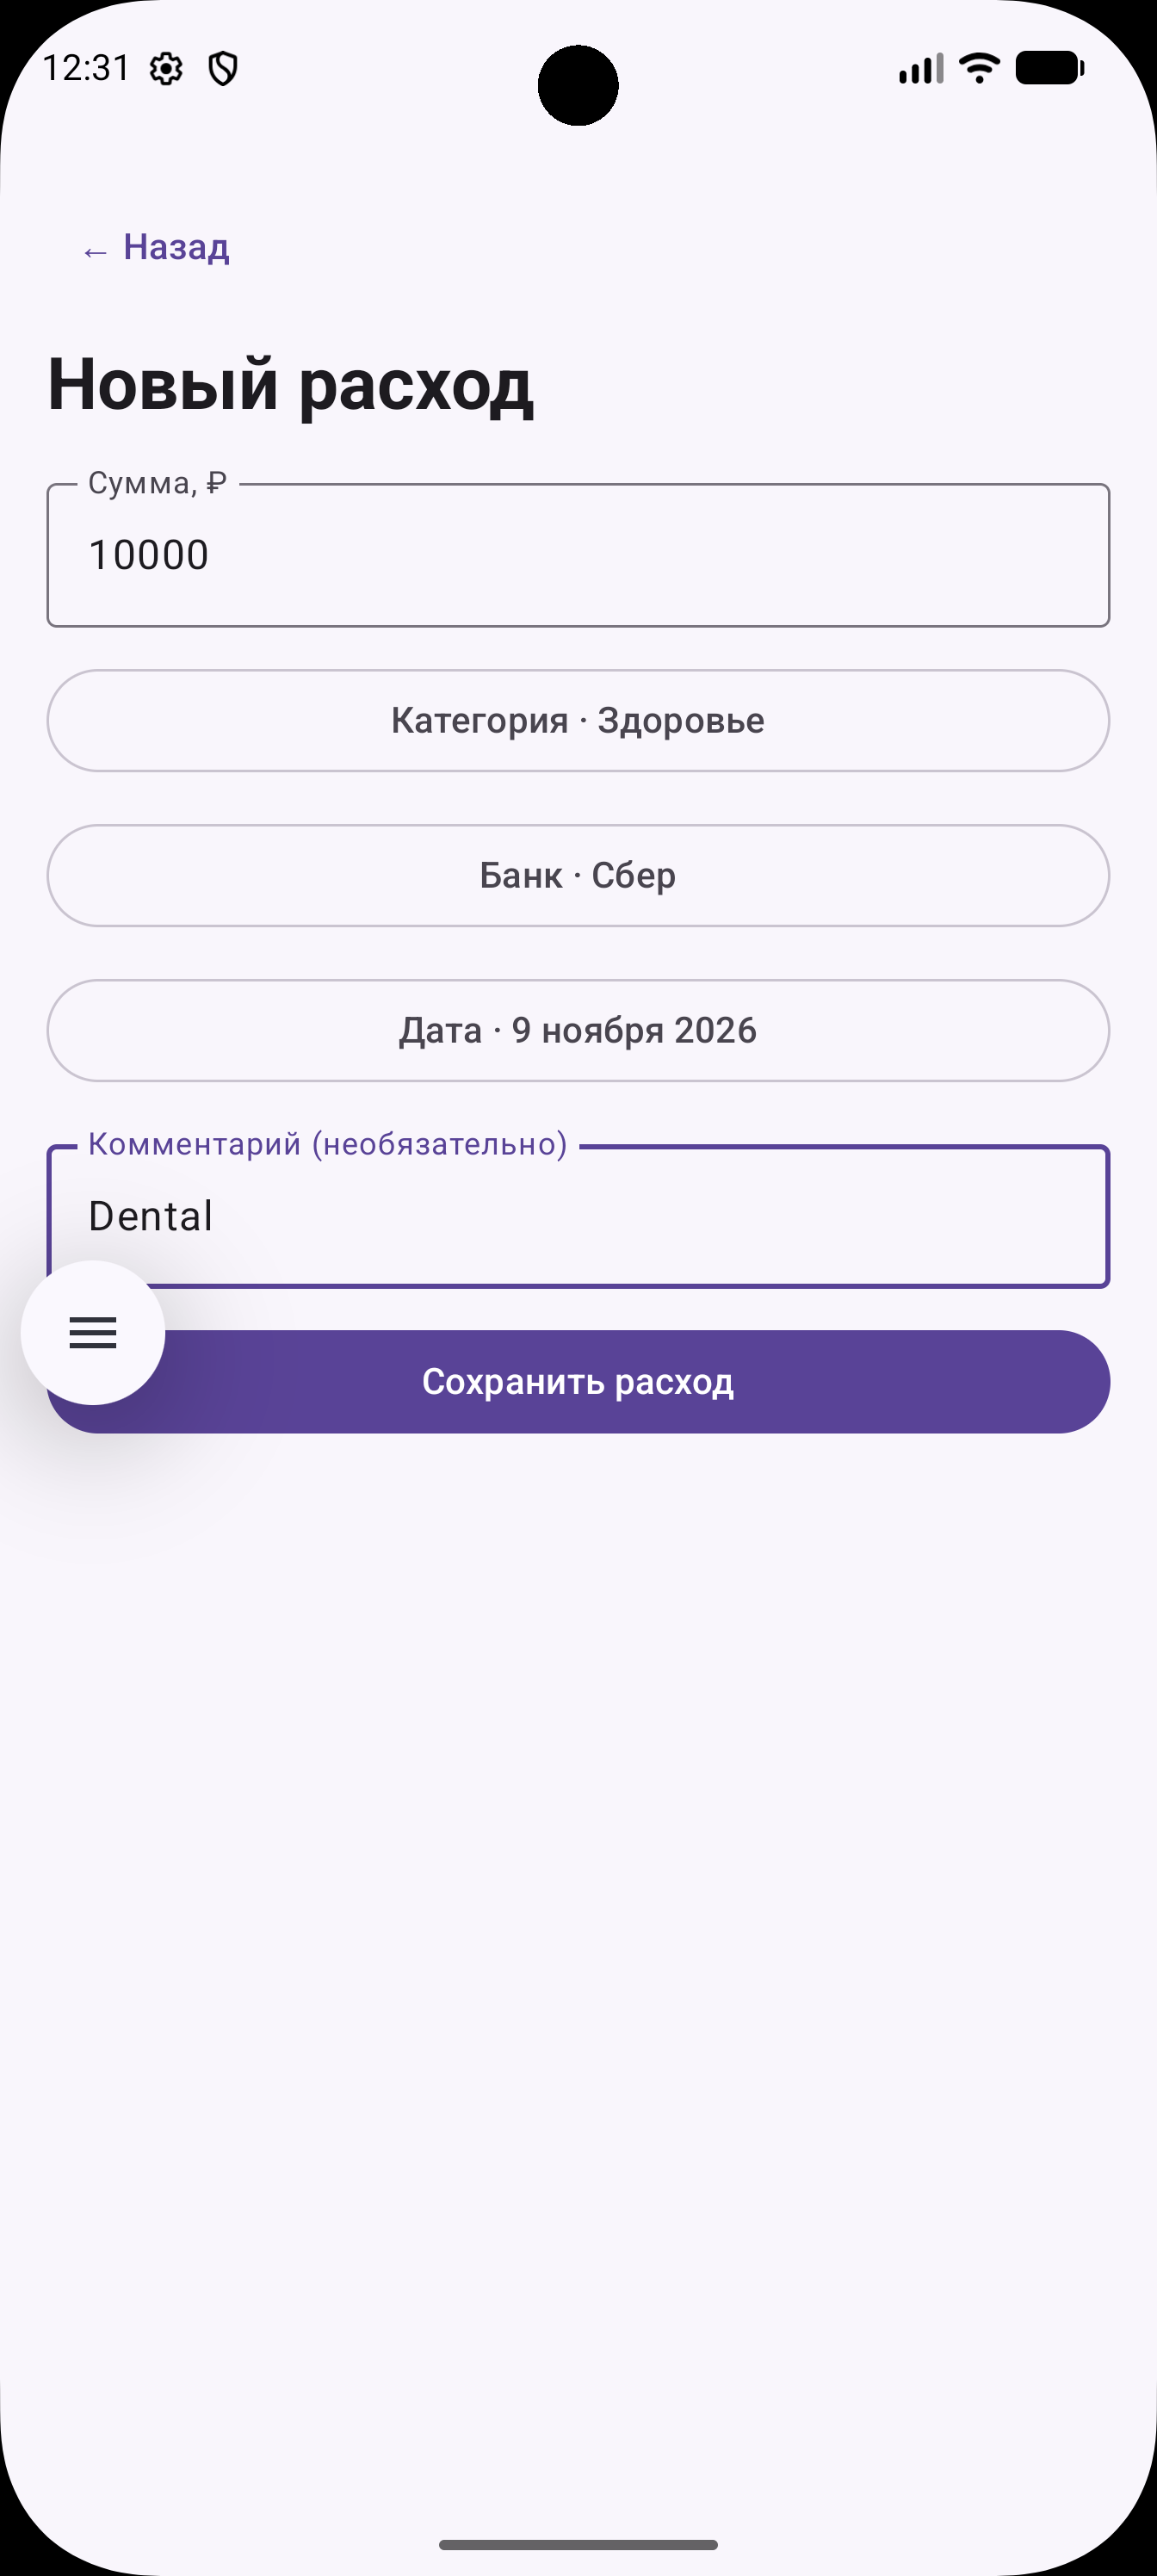 12:31
← Назад
Новый расход
Сумма, ₽
10000
Категория · Здоровье
Банк · Сбер
Дата · 9 ноября 2026
Комментарий (необязательно)
Dental
Сохранить расход